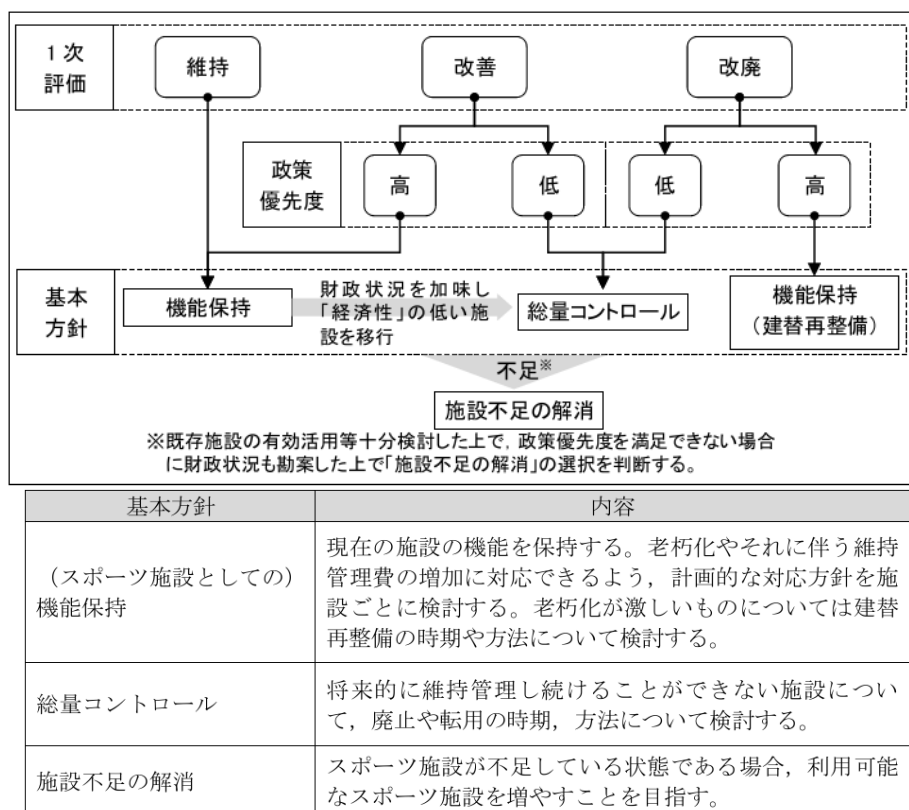 1次
評価
維持
改善
改廃
政策
優先度
高
低
低
高
基本
方針
機能保持
財政状況を加味し
「経済性」の低い施
設を移行
総量コントロール
機能保持
（建替再整備）
不足※
施設不足の解消
※既存施設の有効活用等十分検討した上で，政策優先度を満足できない場合
に財政状況も勘案した上で「施設不足の解消」の選択を判断する。
基本方針
内容
（スポーツ施設としての）
機能保持
現在の施設の機能を保持する。老朽化やそれに伴う維持
管理費の増加に対応できるよう，計画的な対応方針を施
設ごとに検討する。老朽化が激しいものについては建替
再整備の時期や方法について検討する。
総量コントロール
将来的に維持管理し続けることができない施設につい
て，廃止や転用の時期，方法について検討する。
施設不足の解消
スポーツ施設が不足している状態である場合，利用可能
なスポーツ施設を増やすことを目指す。